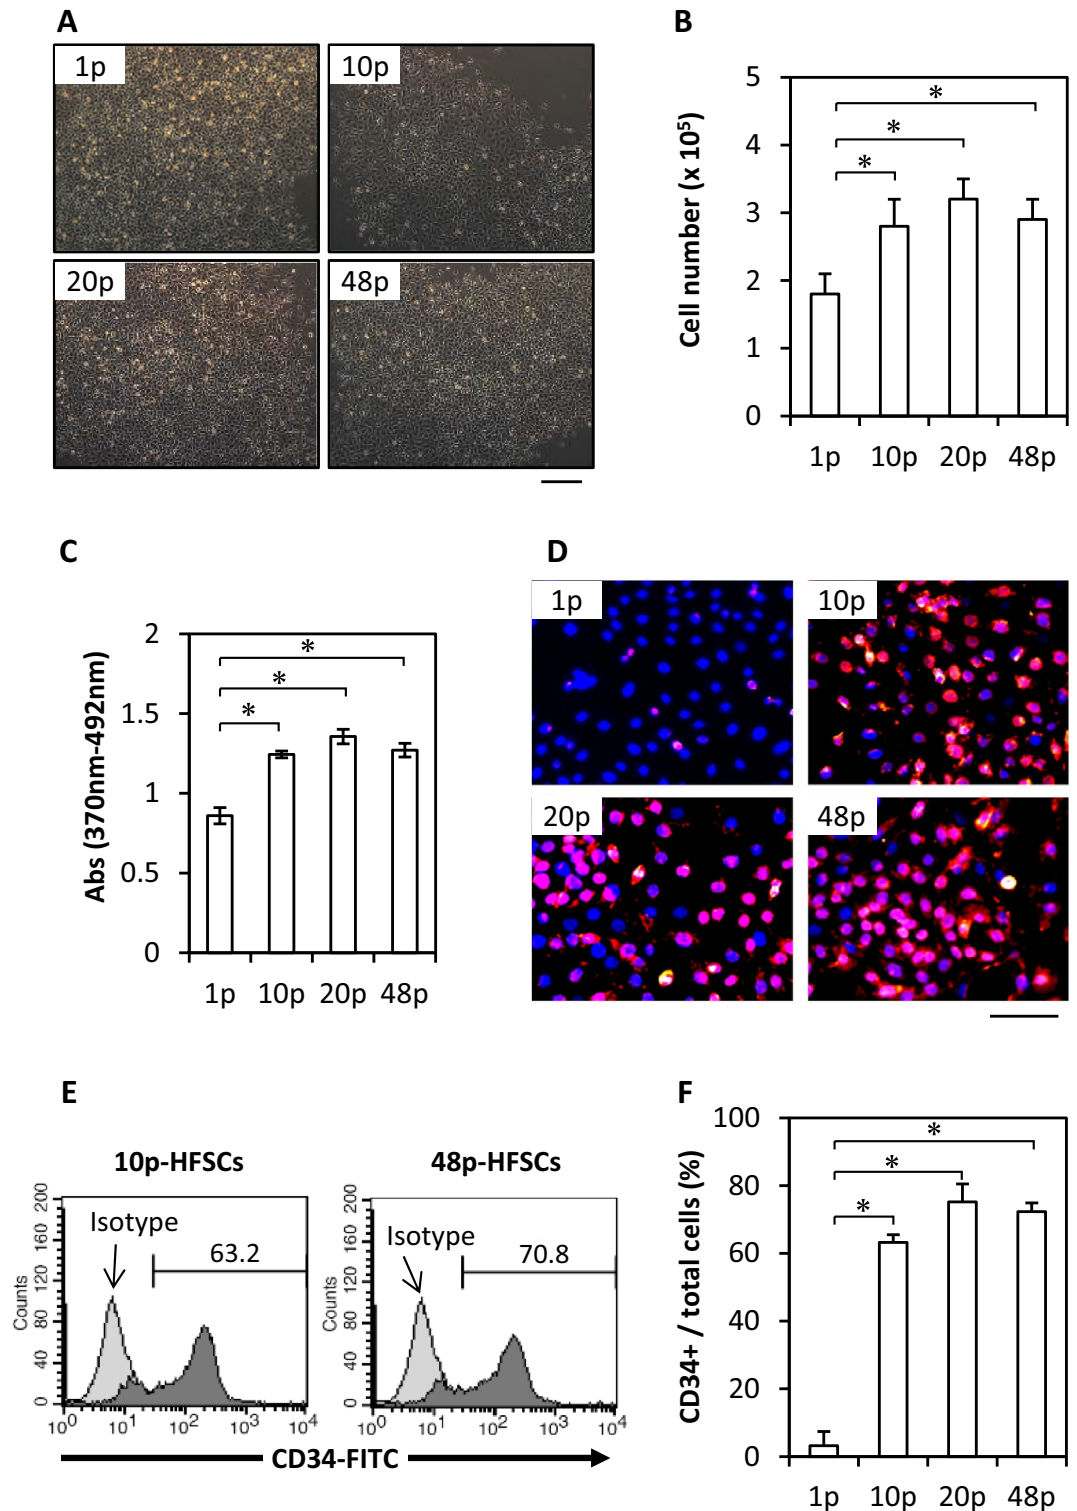 A
1p
10p
20p
48p
B
Cell number (x 10⁵)
5
4
3
2
1
0
*
*
*
1p 10p 20p 48p
C
Abs (370nm-492nm)
2
1.5
1
0.5
0
*
*
*
1p 10p 20p 48p
D
1p
10p
20p
48p
E
10p-HFSCs
Counts
200
160
120
80
40
0
Isotype
63.2
10⁰ 10¹ 10² 10³ 10⁴
48p-HFSCs
Counts
200
160
120
80
40
0
Isotype
70.8
10⁰ 10¹ 10² 10³ 10⁴
CD34-FITC
F
CD34+ / total cells (%)
100
80
60
40
20
0
*
*
*
1p 10p 20p 48p